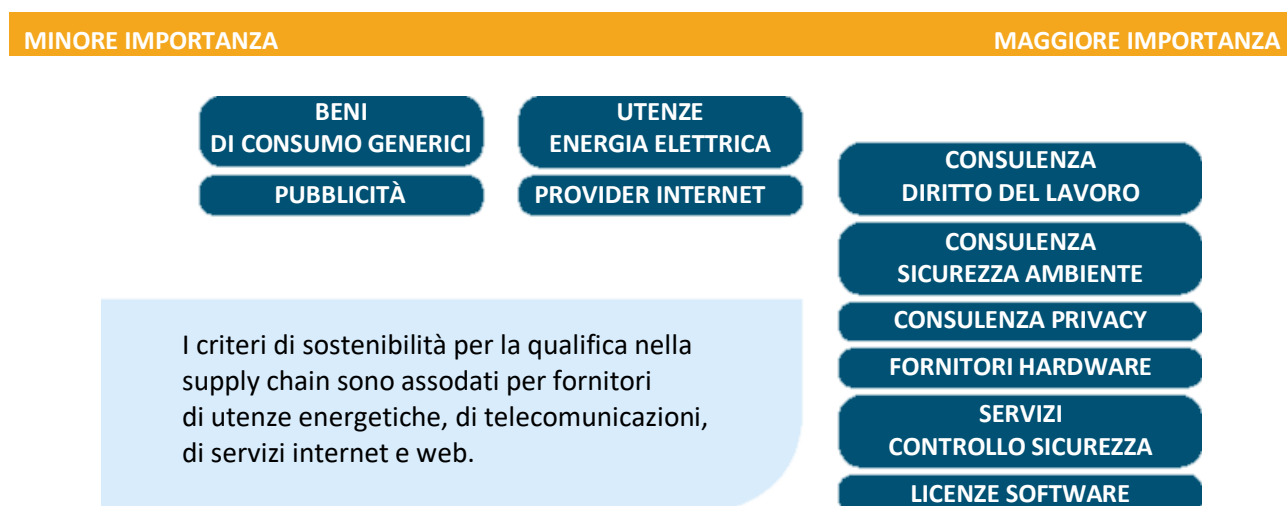 MINORE IMPORTANZA
MAGGIORE IMPORTANZA
BENI
DI CONSUMO GENERICI
PUBBLICITÀ
UTENZE
ENERGIA ELETTRICA
PROVIDER INTERNET
CONSULENZA
DIRITTO DEL LAVORO
CONSULENZA
SICUREZZA AMBIENTE
CONSULENZA PRIVACY
FORNITORI HARDWARE
SERVIZI
CONTROLLO SICUREZZA
LICENZE SOFTWARE
I criteri di sostenibilità per la qualifica nella
supply chain sono assodati per fornitori
di utenze energetiche, di telecomunicazioni,
di servizi internet e web.